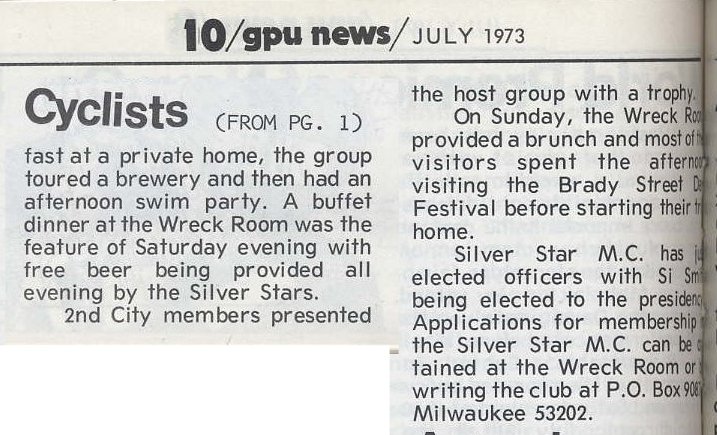 10/gpu news/JULY 1973
Cyclists (FROM PG. 1)
fast at a private home, the group
toured a brewery and then had an
afternoon swim party. A buffet
dinner at the Wreck Room was the
feature of Saturday evening with
free beer being provided all
evening by the Silver Stars.
2nd City members presented
the host group with a trophy.
On Sunday, the Wreck
provided a brunch and most of
visitors spent the
visiting the Brady Street
Festival before starting their
home.
Silver Star M.C. has
elected officers with Si
being elected to the
Applications for membership
the Silver Star M.C. can be
tained at the Wreck Room or
writing the club at P.O. Box
Milwaukee 53202.